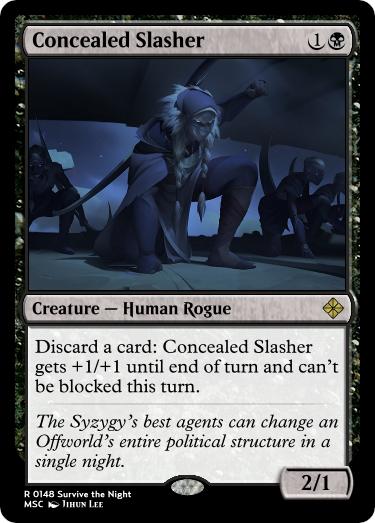 Concealed Slasher 1
Creature — Human Rogue
Discard a card: Concealed Slasher
gets +1/+1 until end of turn and can't
be blocked this turn.
The Syzygy's best agents can change an
Offworld's entire political structure in a
single night.
2/1
R 0148 Survive the Night
MSC Jihun Lee